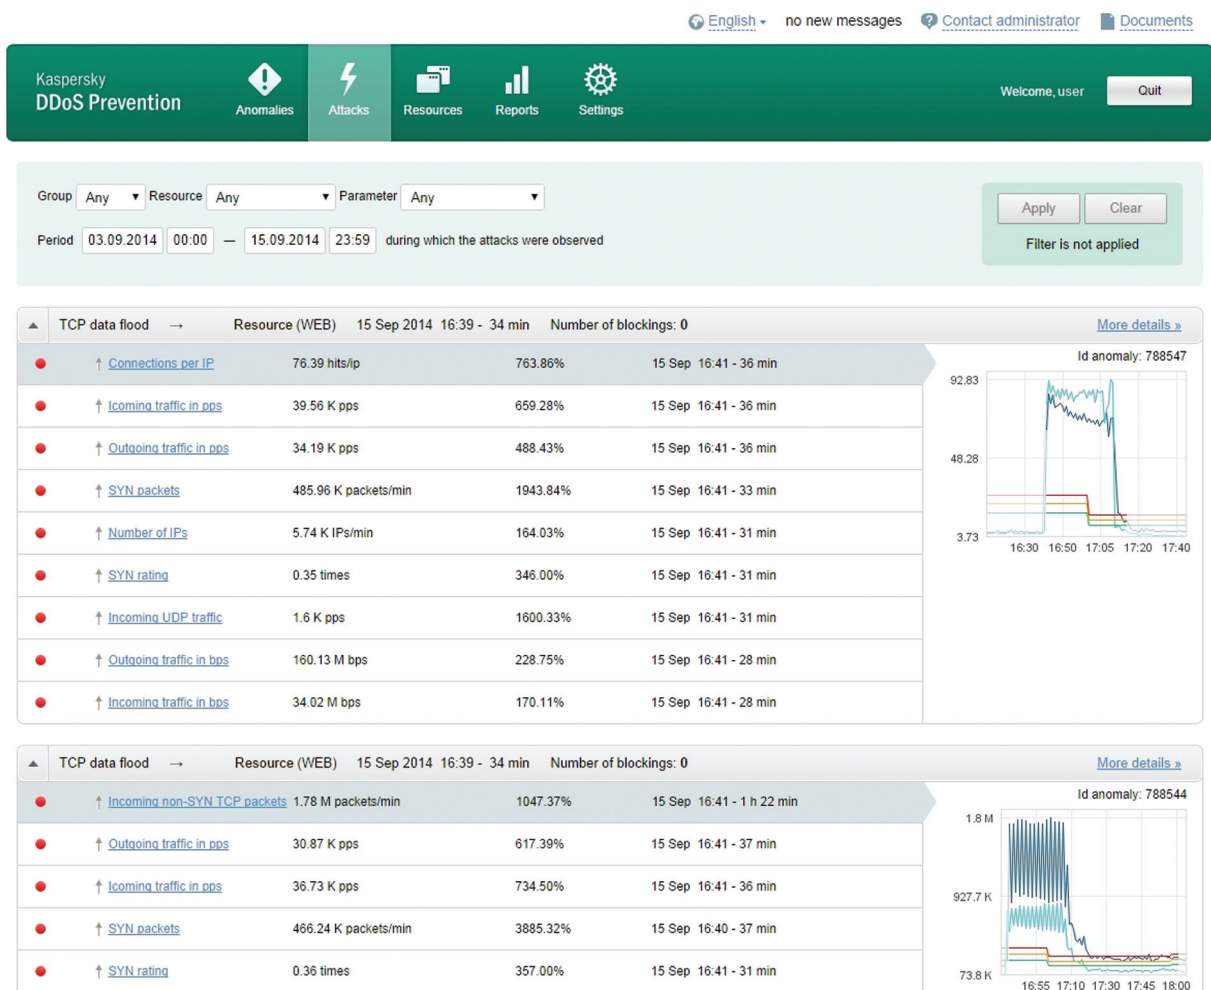 English no new messages Contact administrator Documents
Kaspersky
DDoS Prevention
Anomalies Attacks Resources Reports Settings
Welcome, user Quit
Group Any Resource Any Parameter Any
Apply Clear
Period 03.09.2014 00:00 — 15.09.2014 23:59 during which the attacks were observed
Filter is not applied
TCP data flood → Resource (WEB) 15 Sep 2014 16:39 - 34 min Number of blockings: 0 More details »
Connections per IP 76.39 hits/ip 763.86% 15 Sep 16:41 - 36 min
Icoming traffic in pps 39.56 K pps 659.28% 15 Sep 16:41 - 36 min
Outgoing traffic in pps 34.19 K pps 488.43% 15 Sep 16:41 - 36 min
SYN packets 485.96 K packets/min 1943.84% 15 Sep 16:41 - 33 min
Number of IPs 5.74 K IPs/min 164.03% 15 Sep 16:41 - 31 min
SYN rating 0.35 times 346.00% 15 Sep 16:41 - 31 min
Incoming UDP traffic 1.6 K pps 1600.33% 15 Sep 16:41 - 31 min
Outgoing traffic in bps 160.13 M bps 228.75% 15 Sep 16:41 - 28 min
Incoming traffic in bps 34.02 M bps 170.11% 15 Sep 16:41 - 28 min
Id anomaly: 788547
92.83
48.28
3.73
16:30 16:50 17:05 17:20 17:40
TCP data flood → Resource (WEB) 15 Sep 2014 16:39 - 34 min Number of blockings: 0 More details »
Incoming non-SYN TCP packets 1.78 M packets/min 1047.37% 15 Sep 16:41 - 1 h 22 min
Outgoing traffic in pps 30.87 K pps 617.39% 15 Sep 16:41 - 37 min
Icoming traffic in pps 36.73 K pps 734.50% 15 Sep 16:41 - 36 min
SYN packets 466.24 K packets/min 3885.32% 15 Sep 16:40 - 37 min
SYN rating 0.36 times 357.00% 15 Sep 16:41 - 31 min
Id anomaly: 788544
1.8 M
927.7 K
73.8 K
16:55 17:10 17:30 17:45 18:00